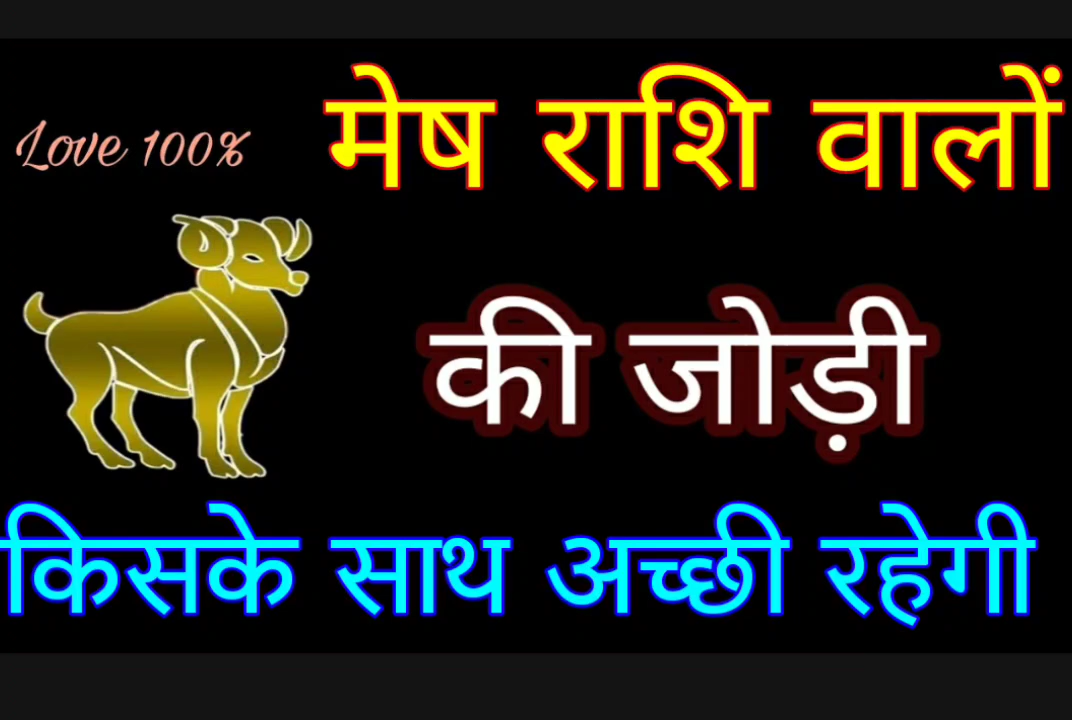 Love 100%
मेष राशि वालों
की जोड़ी
किसके साथ अच्छी रहेगी